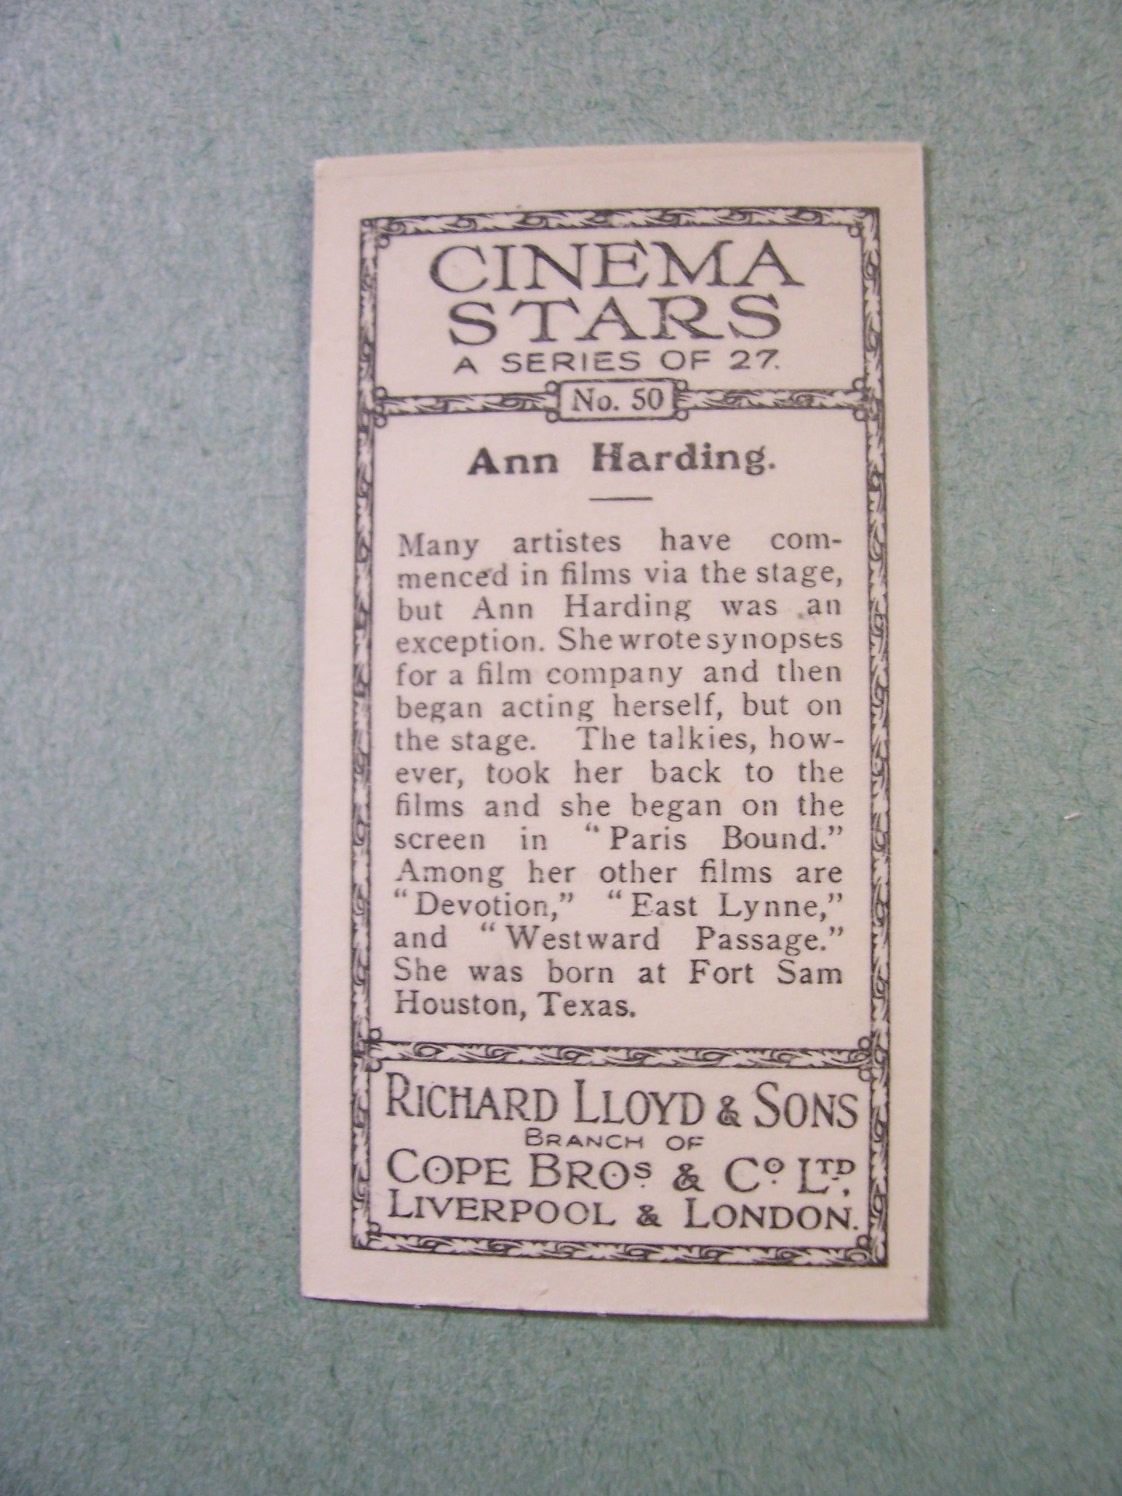 CINEMA
STARS
A SERIES OF 27.
No. 50
Ann Harding.
Many artistes have com-
menced in films via the stage,
but Ann Harding was an
exception. She wrote synopses
for a film company and then
began acting herself, but on
the stage. The talkies, how-
ever, took her back to the
films and she began on the
screen in “Paris Bound.”
Among her other films are
“Devotion,” “East Lynne,”
and “Westward Passage.”
She was born at Fort Sam
Houston, Texas.
RICHARD LLOYD & SONS
BRANCH OF
COPE BROS. & CO. LTD.
LIVERPOOL & LONDON.